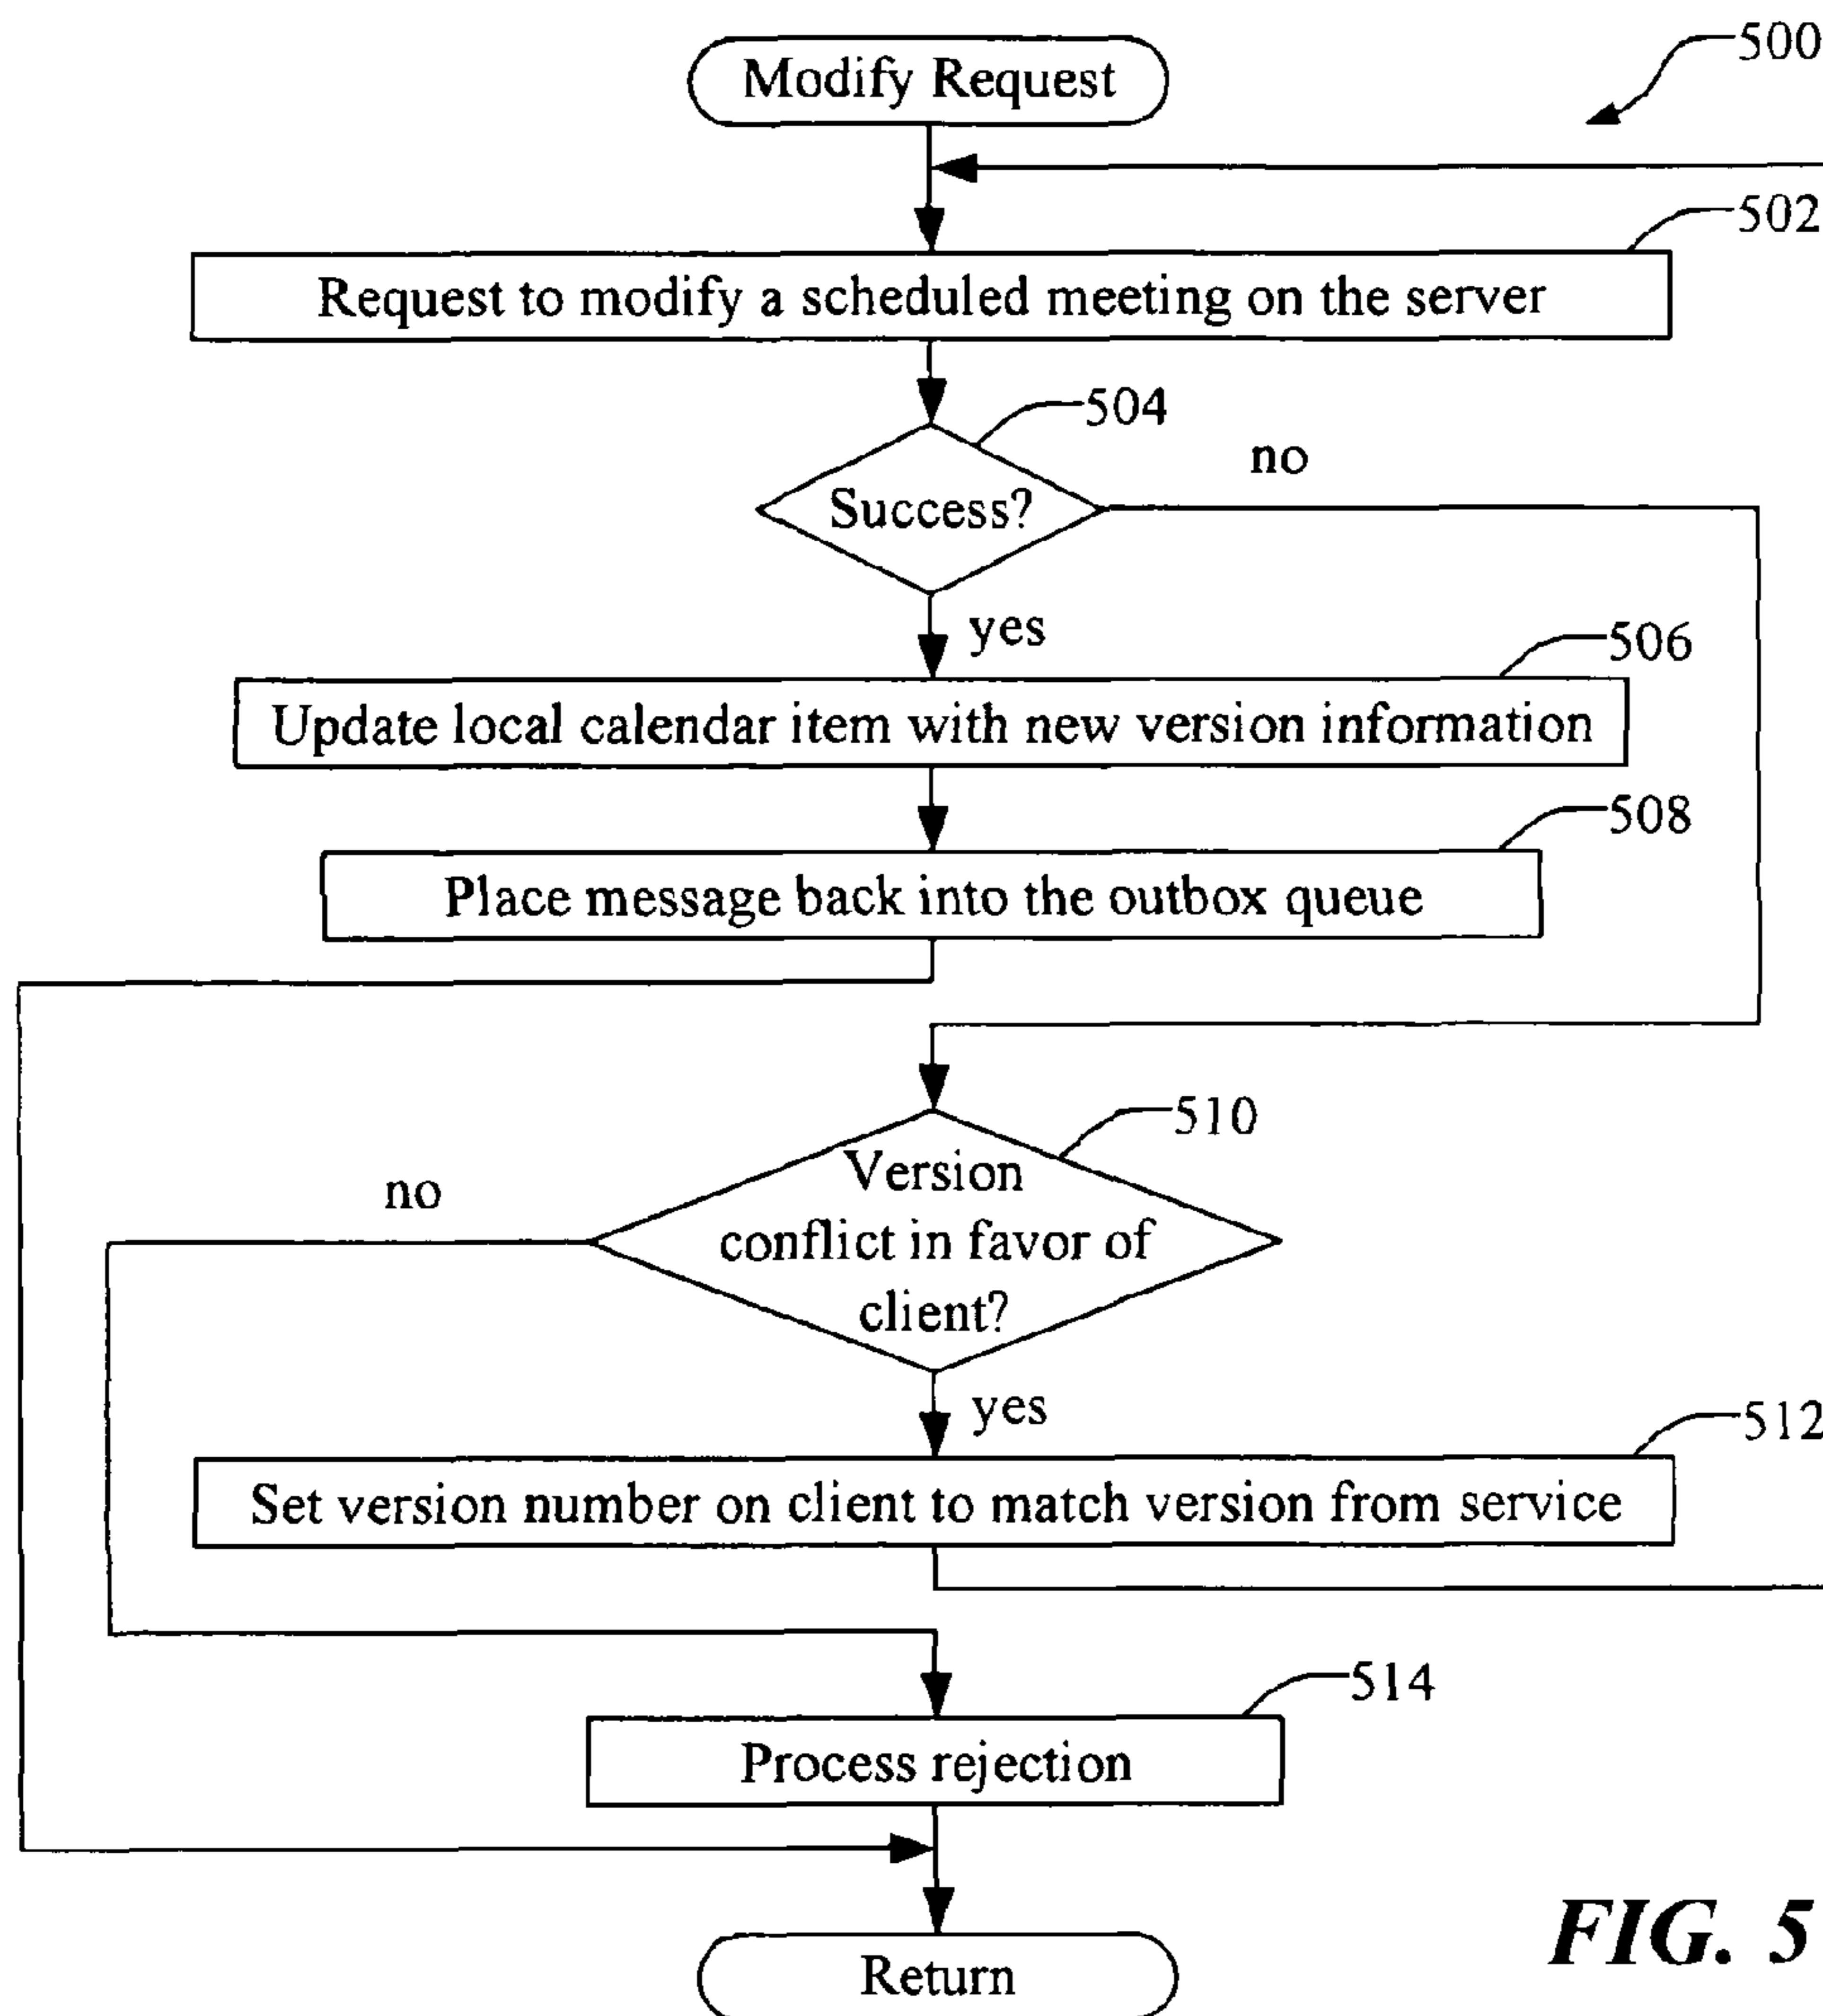 Modify Request
500
502
Request to modify a scheduled meeting on the server
504
no
Success?
yes
506
Update local calendar item with new version information
508
Place message back into the outbox queue
510
no
Version
conflict in favor of
client?
yes
512
Set version number on client to match version from service
514
Process rejection
Return
FIG. 5